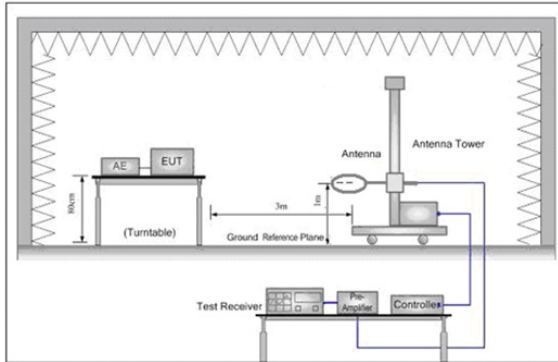 AE
EUT
80cm
(Turntable)
3m
1m
Antenna
Antenna Tower
Ground Reference Plane
Test Receiver
Pre-
Amplifier
Controller